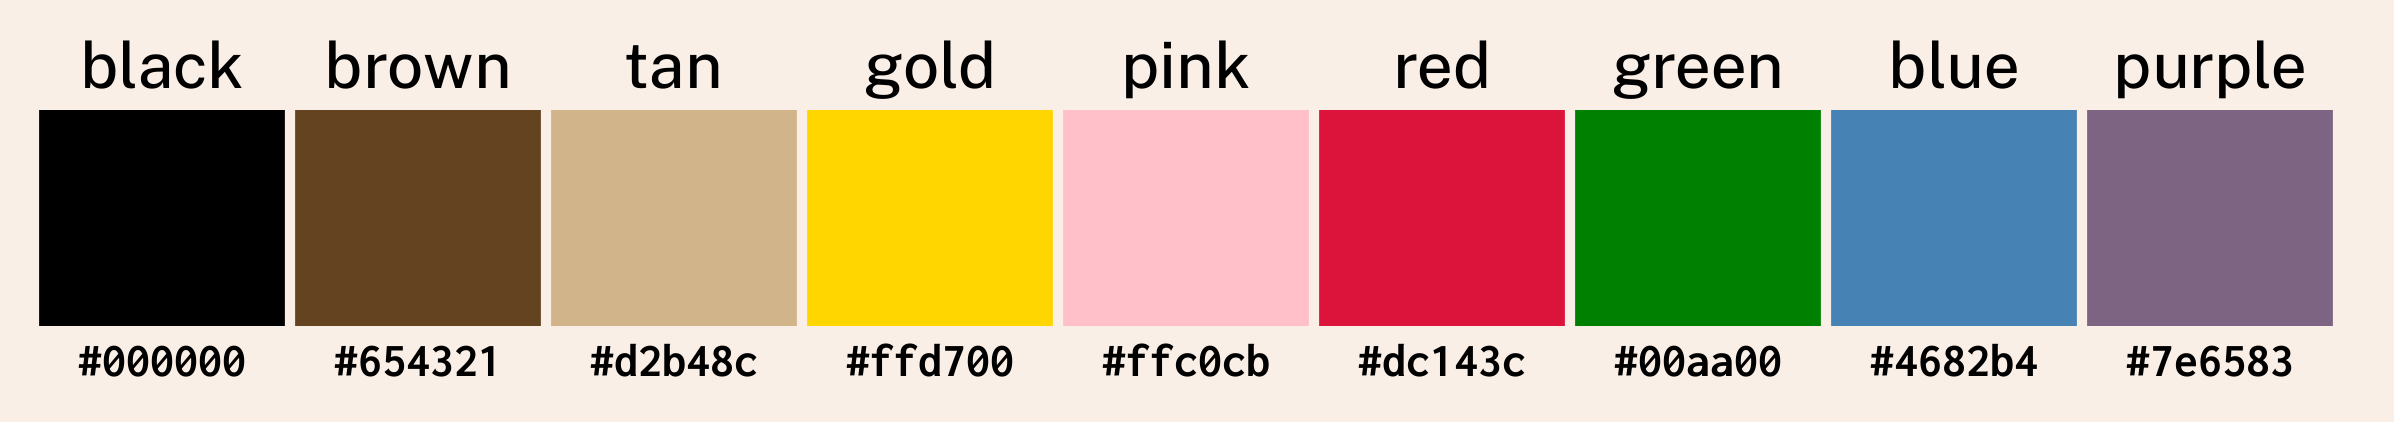 black brown tan gold pink red green blue purple
#000000 #654321 #d2b48c #ffd700 #ffc0cb #dc143c #00aa00 #4682b4 #7e6583